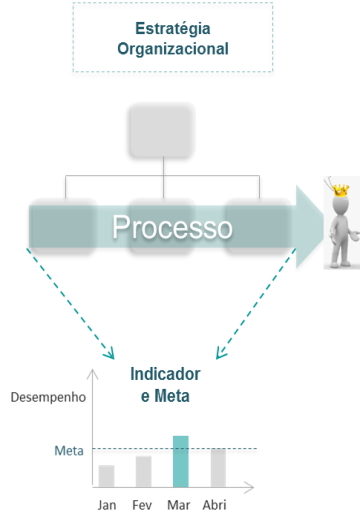 Estratégia
Organizacional
Processo
Indicador
e Meta
Desempenho
Meta
Jan Fev Mar Abri